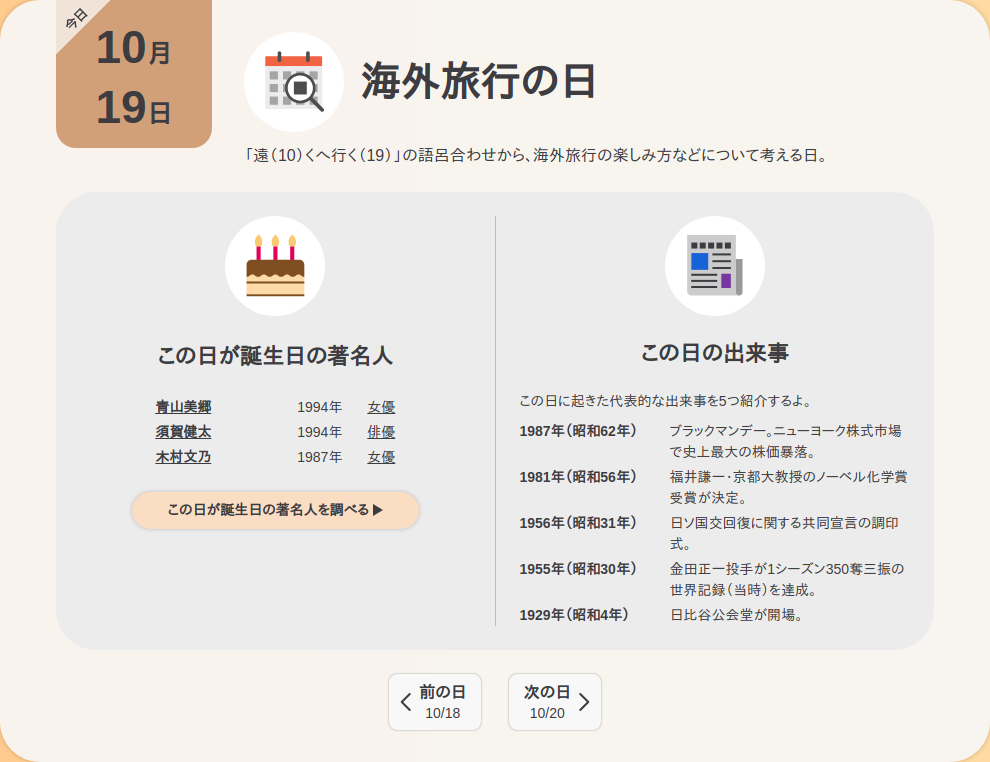 今日
10月
19日
海外旅行の日
「遠（10）くへ行く（19）」の語呂合わせから、海外旅行の楽しみ方などについて考える日。
この日が誕生日の著名人
青山美郷 1994年 女優
須賀健太 1994年 俳優
木村文乃 1987年 女優
この日が誕生日の著名人を調べる▶
この日の出来事
この日に起きた代表的な出来事を5つ紹介するよ。
1987年（昭和62年） ブラックマンデー。ニューヨーク株式市場
で史上最大の株価暴落。
1981年（昭和56年） 福井謙一・京都大教授のノーベル化学賞
受賞が決定。
1956年（昭和31年） 日ソ国交回復に関する共同宣言の調印
式。
1955年（昭和30年） 金田正一投手が1シーズン350奪三振の
世界記録（当時）を達成。
1929年（昭和4年） 日比谷公会堂が開場。
前の日
10/18
次の日
10/20